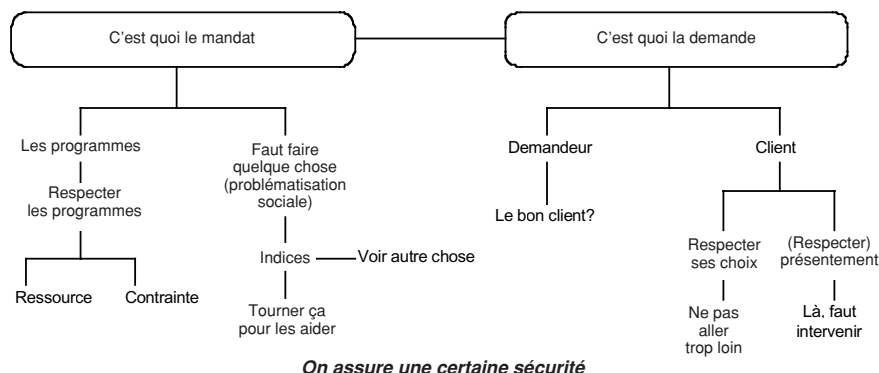 C'est quoi le mandat
C'est quoi la demande
Les programmes
Respecter
les programmes
Ressource
Contrainte
Faut faire
quelque chose
(problématisation
sociale)
Indices
Voir autre chose
Tourner ça
pour les aider
Demandeur
Le bon client?
Client
Respecter
ses choix
Ne pas
aller
trop loin
(Respecter)
présentement
Là, faut
intervenir
On assure une certaine sécurité